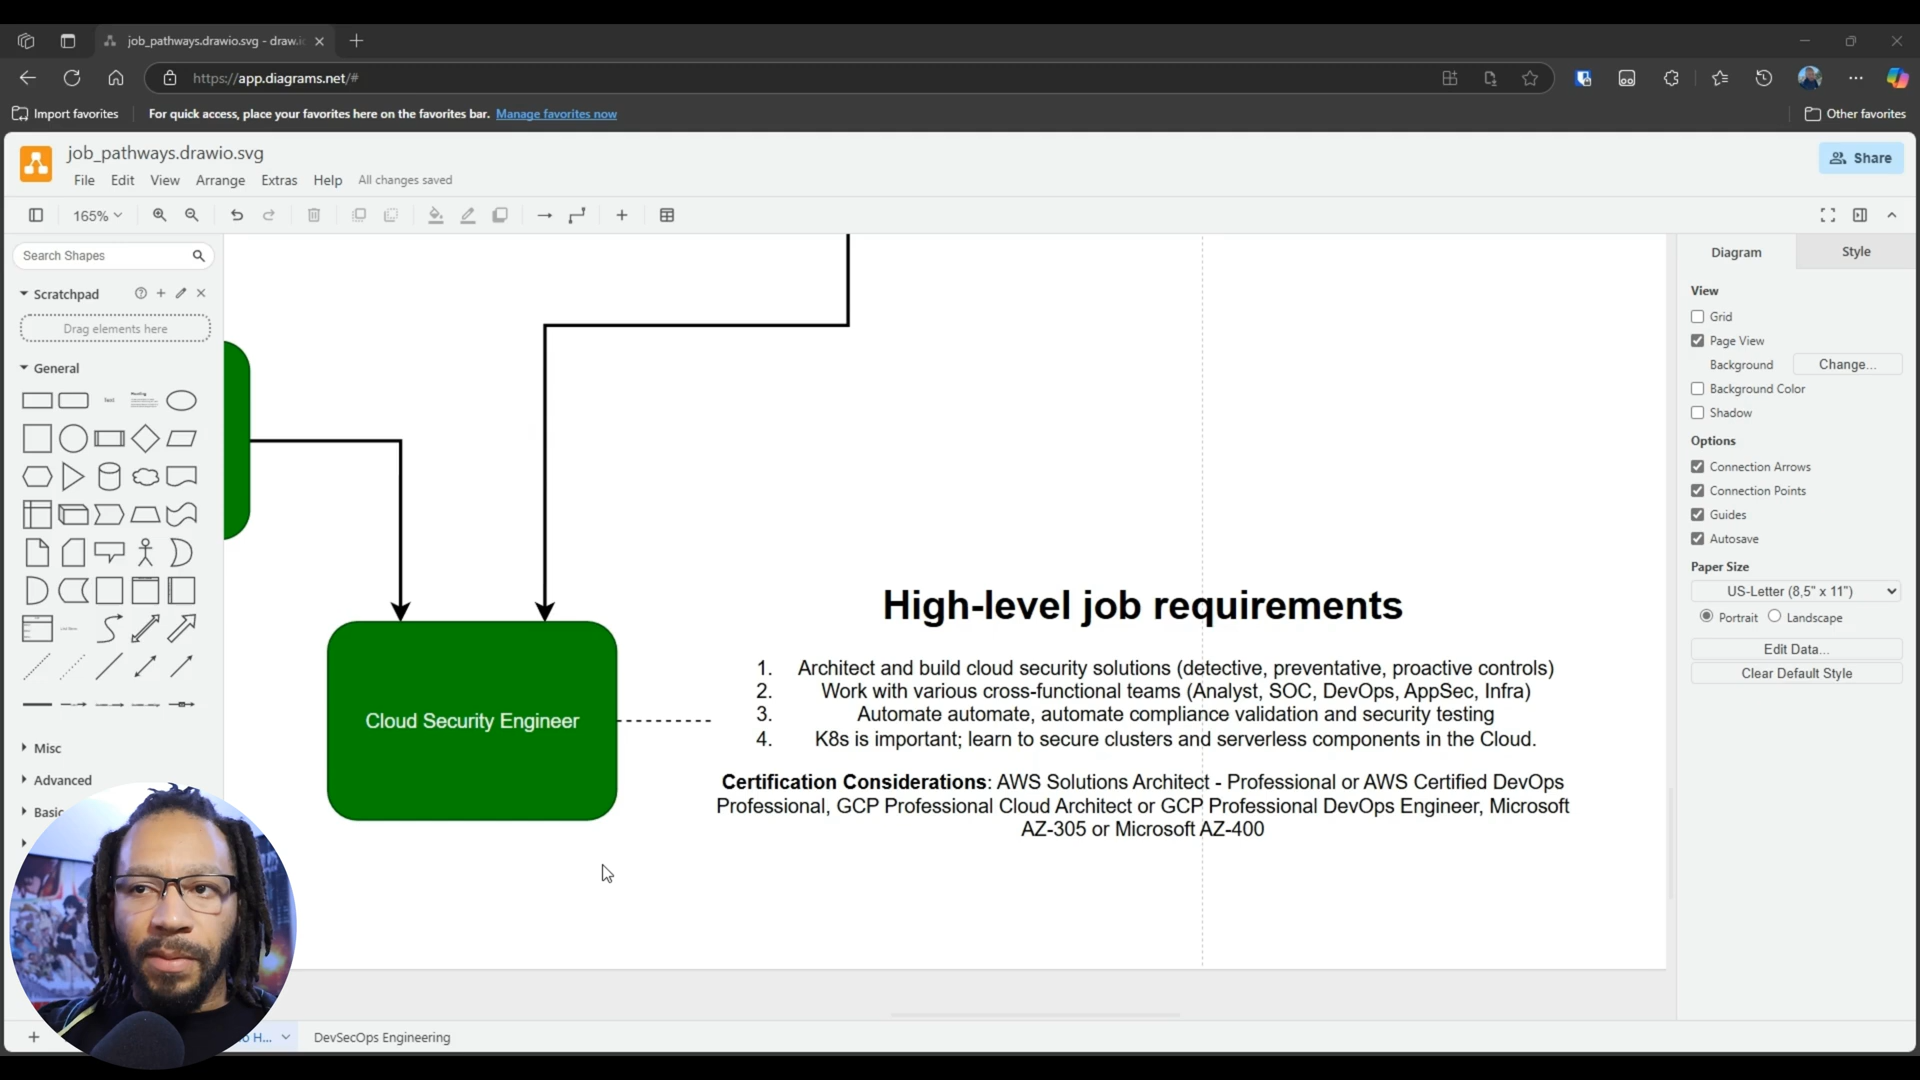 job_pathways.drawio.svg - draw.ic
https://app.diagrams.net/#
Import favorites
For quick access, place your favorites here on the favorites bar. Manage favorites now
Other favorites
job_pathways.drawio.svg
Share
File Edit View Arrange Extras Help All changes saved
165%
Search Shapes
Scratchpad
Drag elements here
General
Text
Heading
Misc
Advanced
Basic
Diagram
Style
View
Grid
Page View
Background
Change...
Background Color
Shadow
Options
Connection Arrows
Connection Points
Guides
Autosave
Paper Size
US-Letter (8,5" x 11")
Portrait
Landscape
Edit Data...
Clear Default Style
Cloud Security Engineer
High-level job requirements
1. Architect and build cloud security solutions (detective, preventative, proactive controls)
2. Work with various cross-functional teams (Analyst, SOC, DevOps, AppSec, Infra)
3. Automate automate, automate compliance validation and security testing
4. K8s is important; learn to secure clusters and serverless components in the Cloud.
Certification Considerations: AWS Solutions Architect - Professional or AWS Certified DevOps
Professional, GCP Professional Cloud Architect or GCP Professional DevOps Engineer, Microsoft
AZ-305 or Microsoft AZ-400
H...
DevSecOps Engineering